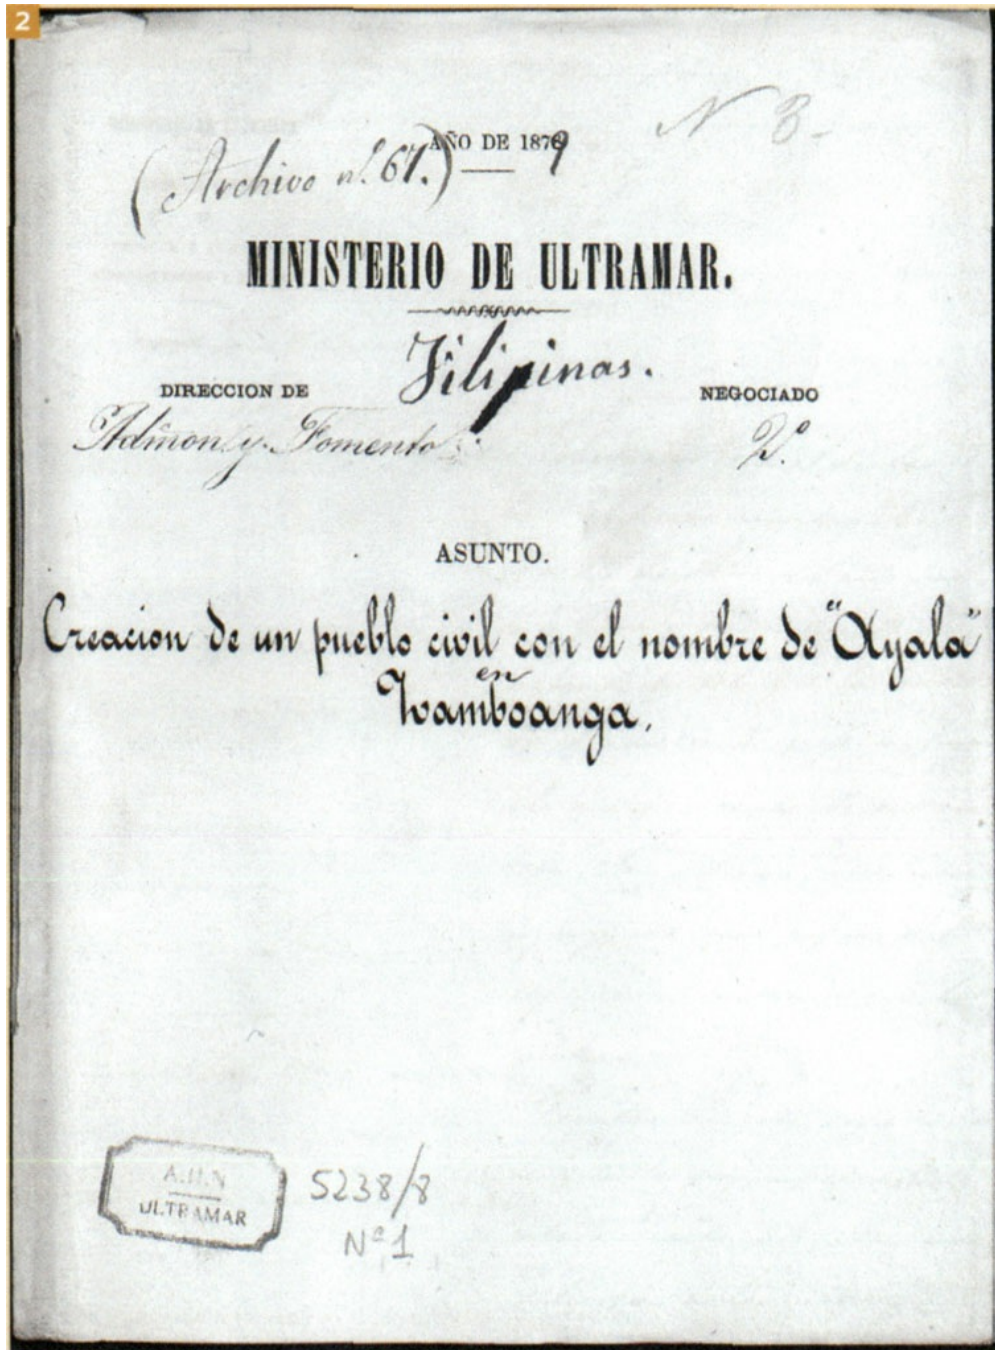 2
N 3-
AÑO DE 1879
(Archivo nº. 67.)
MINISTERIO DE ULTRAMAR.
Filipinas.
DIRECCION DE
NEGOCIADO
Admon y Fomento
2º.
ASUNTO.
Creacion de un pueblo civil con el nombre de "Ayala"
en
Zamboanga.
A.H.N
ULTRAMAR
5238/8
Nº 1